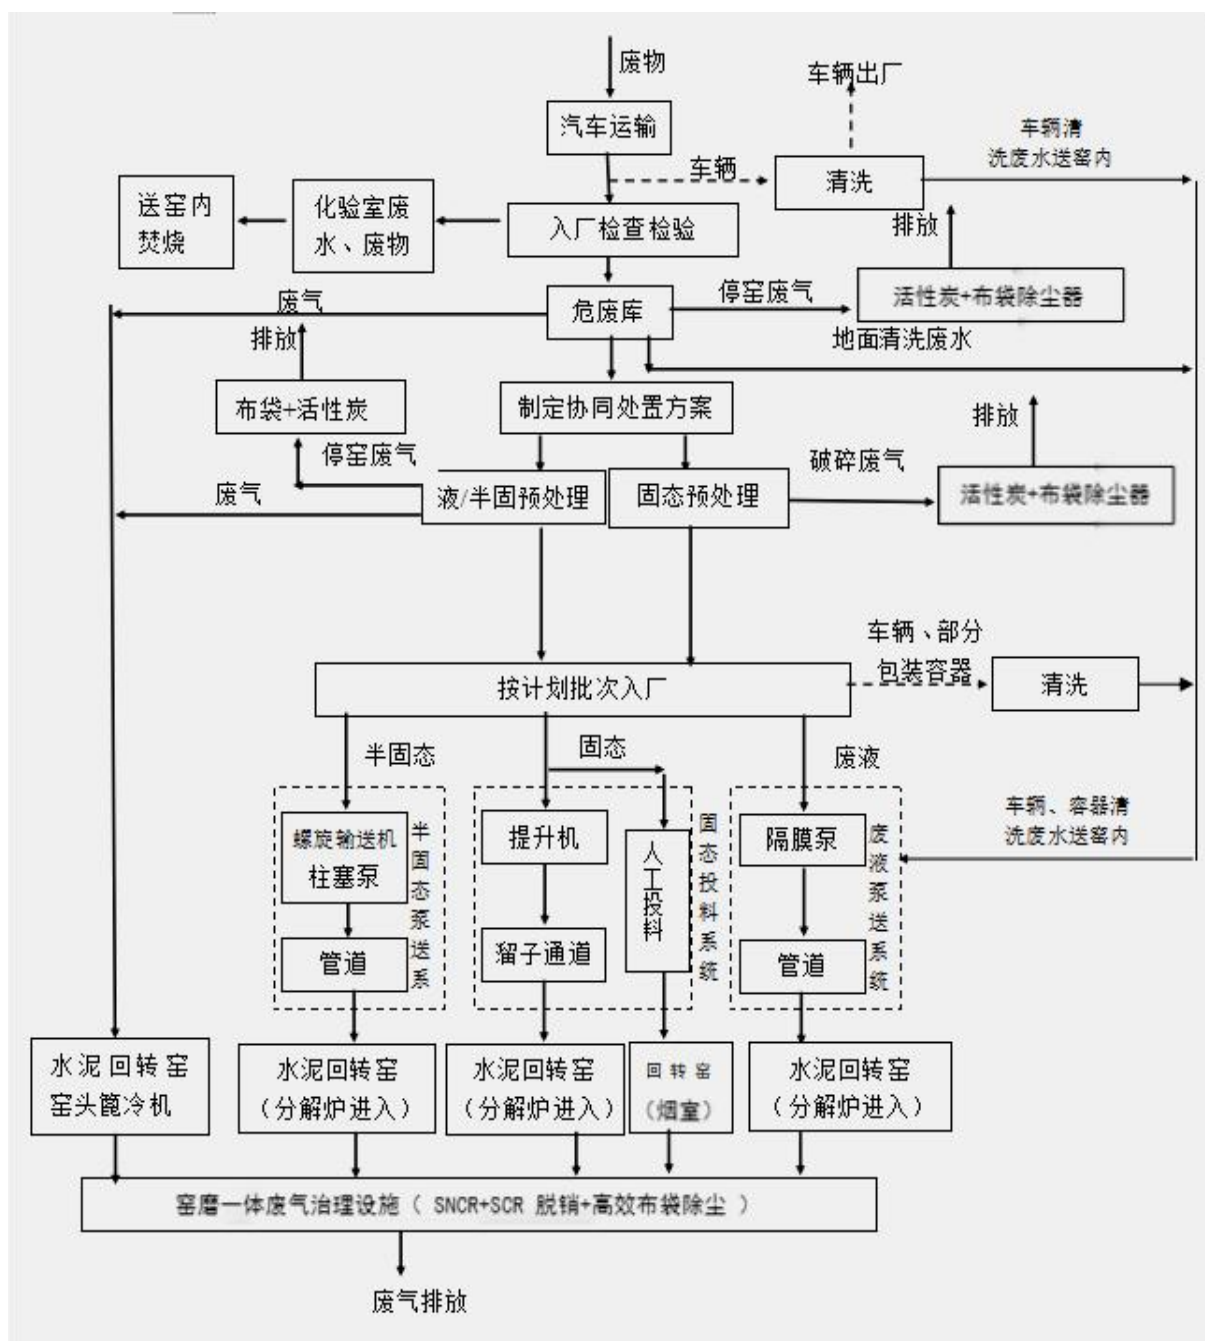 废物
车辆出厂
汽车运输
车辆清
洗废水送窑内
车辆
清洗
送窑内
焚烧
化验室废
水、废物
入厂检查检验
排放
废气
危废库
停窑废气
活性炭+布袋除尘器
地面清洗废水
排放
布袋+活性炭
制定协同处置方案
排放
停窑废气
破碎废气
废气
液/半固预处理
固态预处理
活性炭+布袋除尘器
车辆、部分
包装容器
按计划批次入厂
清洗
半固态
固态
废液
车辆、容器清
洗废水送窑内
螺旋输送机
柱塞泵
半固态泵送系
提升机
人工投料
固态投料系统
隔膜泵
废液泵送系统
管道
溜子通道
管道
水泥回转窑
窑头篦冷机
水泥回转窑
（分解炉进入）
水泥回转窑
（分解炉进入）
回转窑
（烟室）
水泥回转窑
（分解炉进入）
窑磨一体废气治理设施（ SNCR+SCR 脱销+高效布袋除尘 ）
废气排放